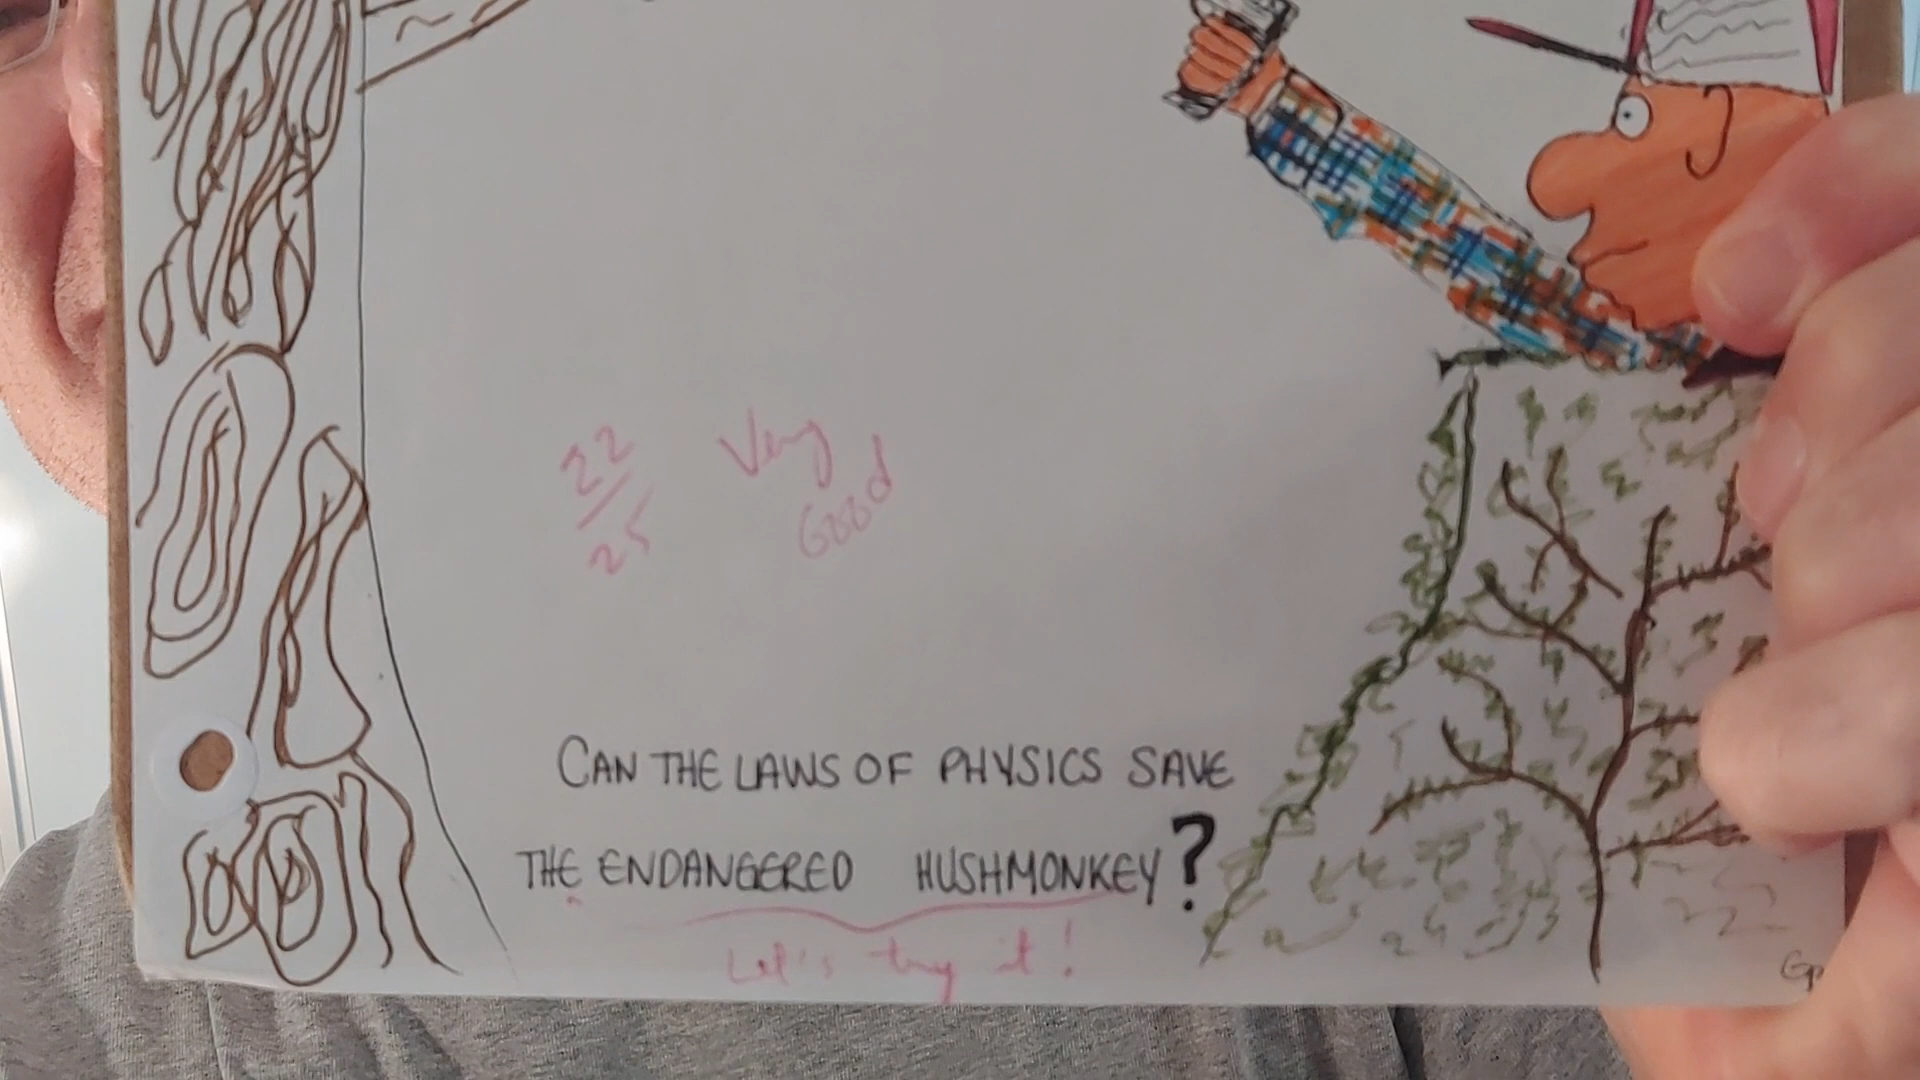 22
25
Very
Good
CAN THE LAWS OF PHYSICS SAVE
THE ENDANGERED HUSHMONKEY?
Let's try it!